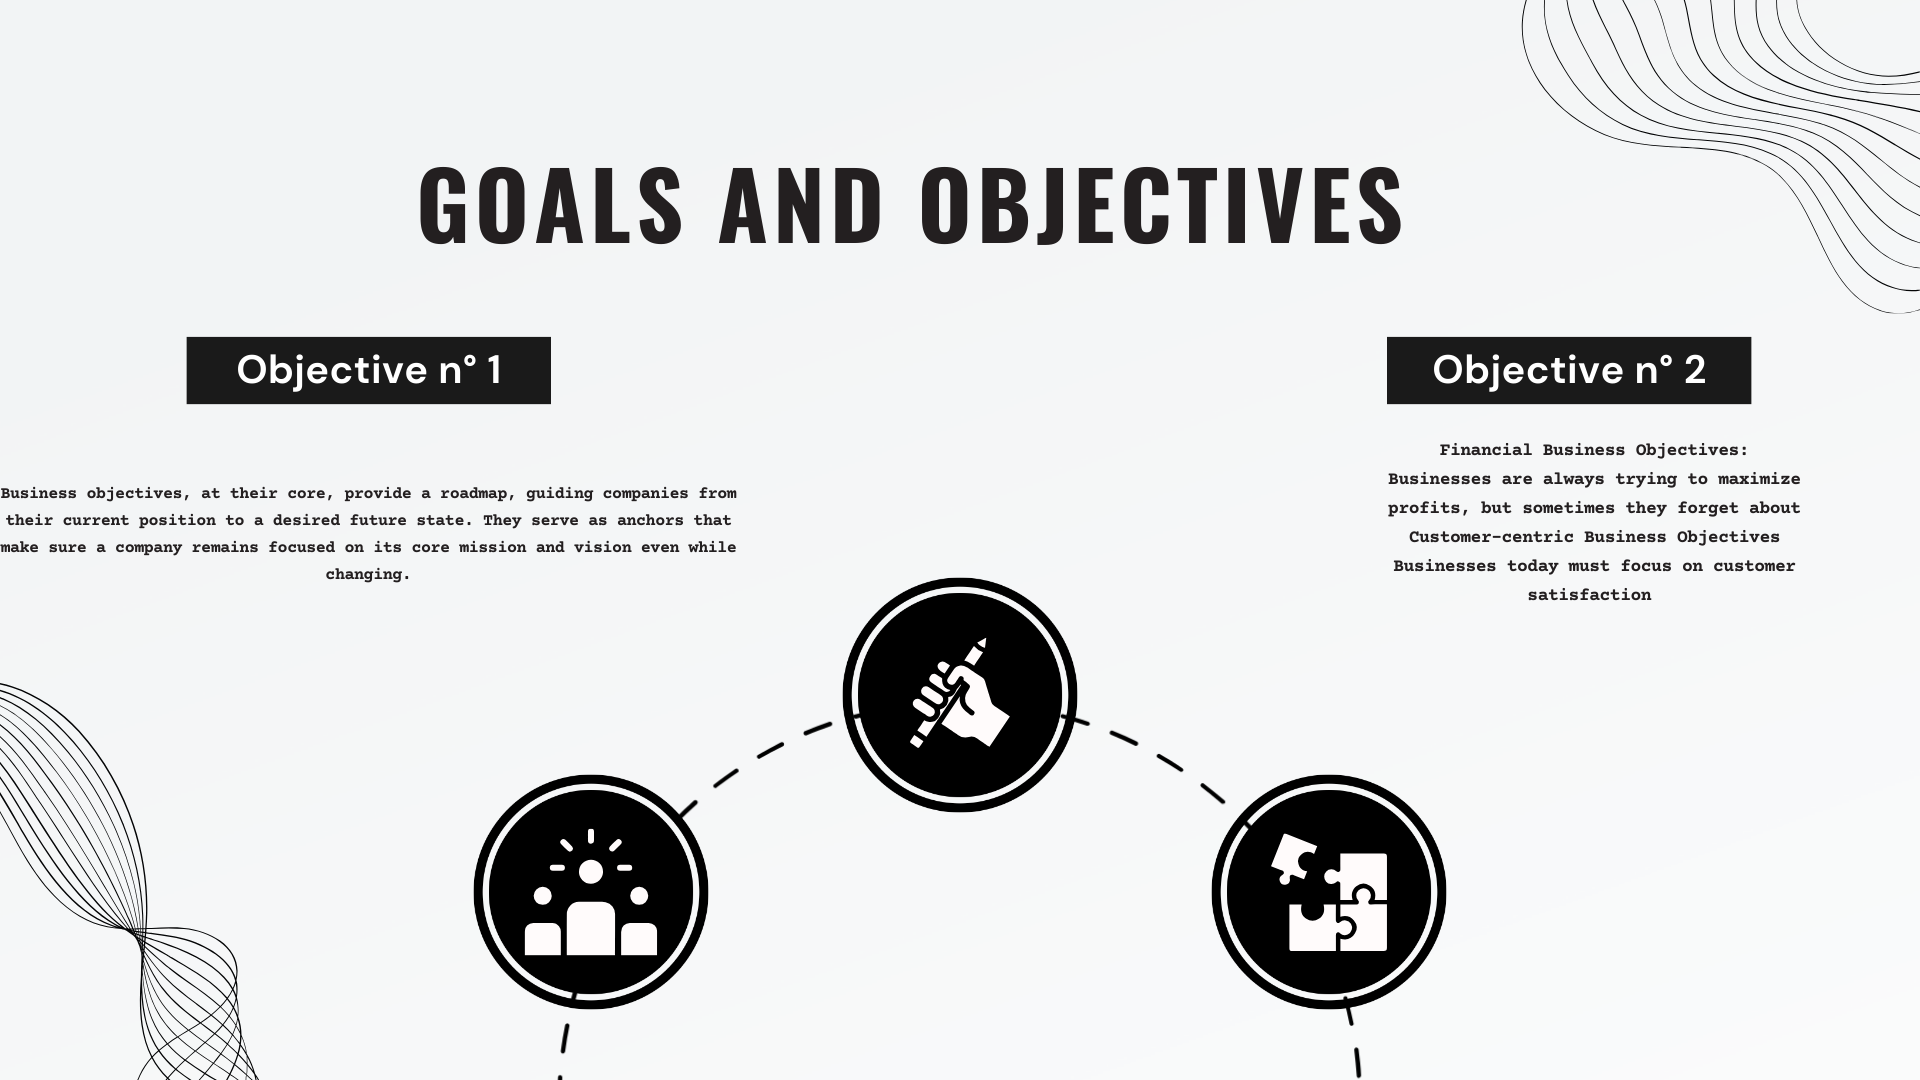 GOALS AND OBJECTIVES
Objective n° 1
Business objectives, at their core, provide a roadmap, guiding companies from
their current position to a desired future state. They serve as anchors that
make sure a company remains focused on its core mission and vision even while
changing.
Objective n° 2
Financial Business Objectives:
Businesses are always trying to maximize
profits, but sometimes they forget about
Customer-centric Business Objectives
Businesses today must focus on customer
satisfaction